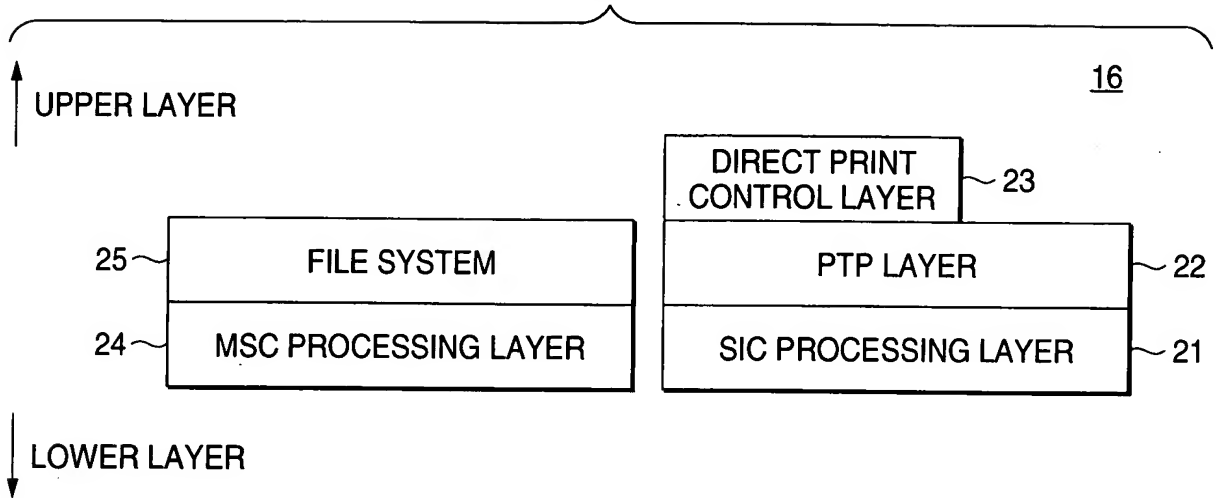 16
UPPER LAYER
DIRECT PRINT
CONTROL LAYER
23
25
FILE SYSTEM
PTP LAYER
22
24
MSC PROCESSING LAYER
SIC PROCESSING LAYER
21
LOWER LAYER